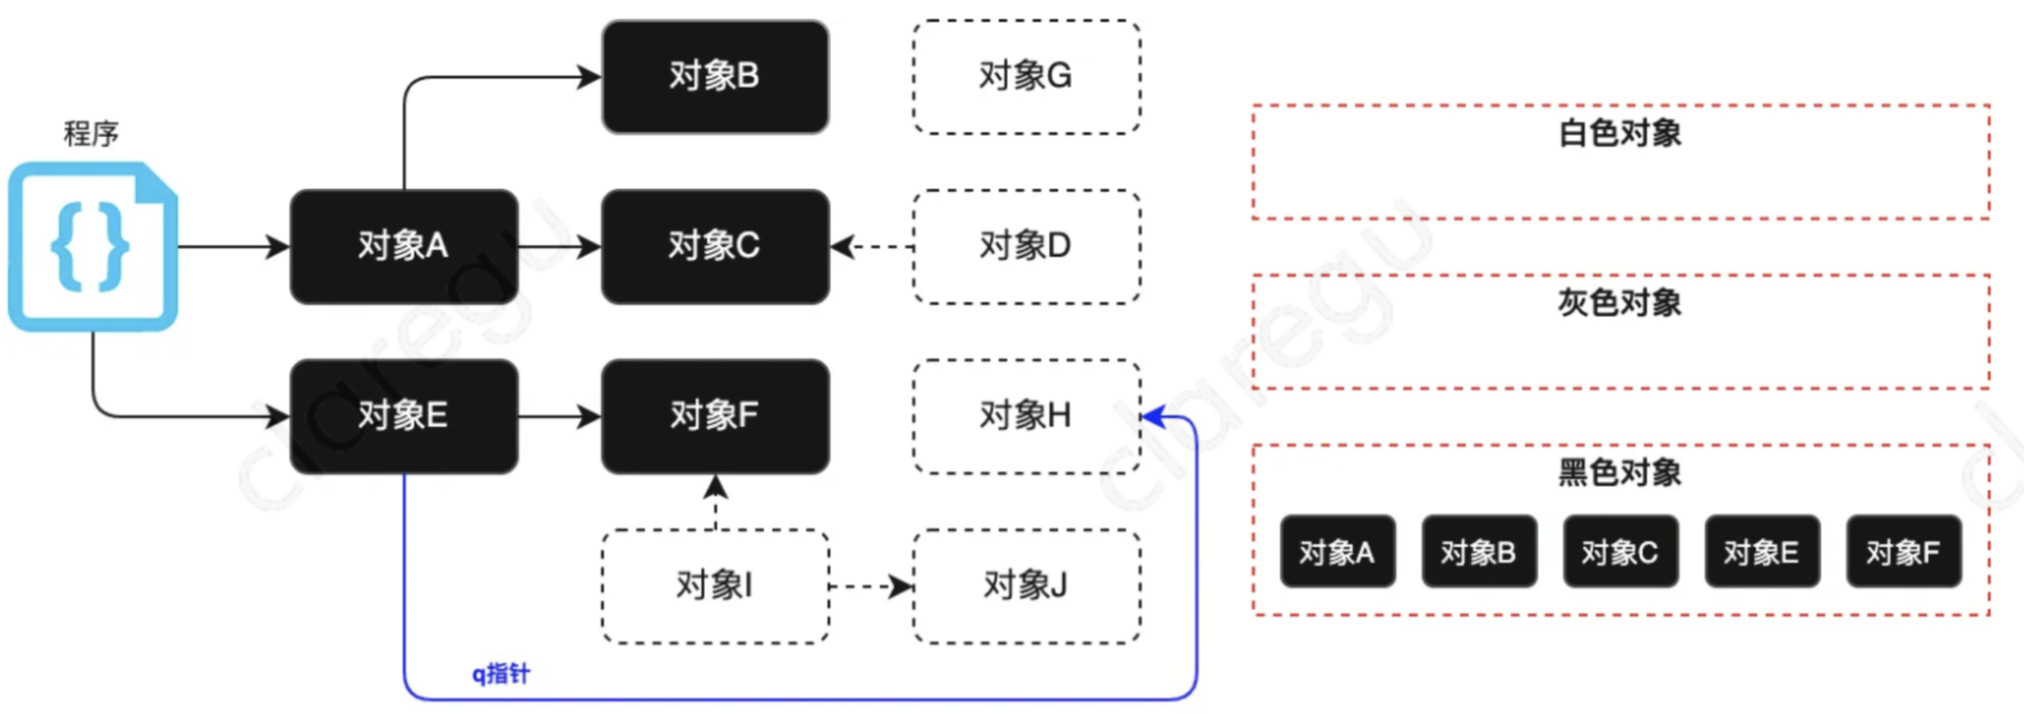 程序
{}
对象B
对象G
对象A
对象C
对象D
对象E
对象F
对象H
对象I
对象J
q指针
白色对象
灰色对象
黑色对象
对象A 对象B 对象C 对象E 对象F
claregu
claregu
cl